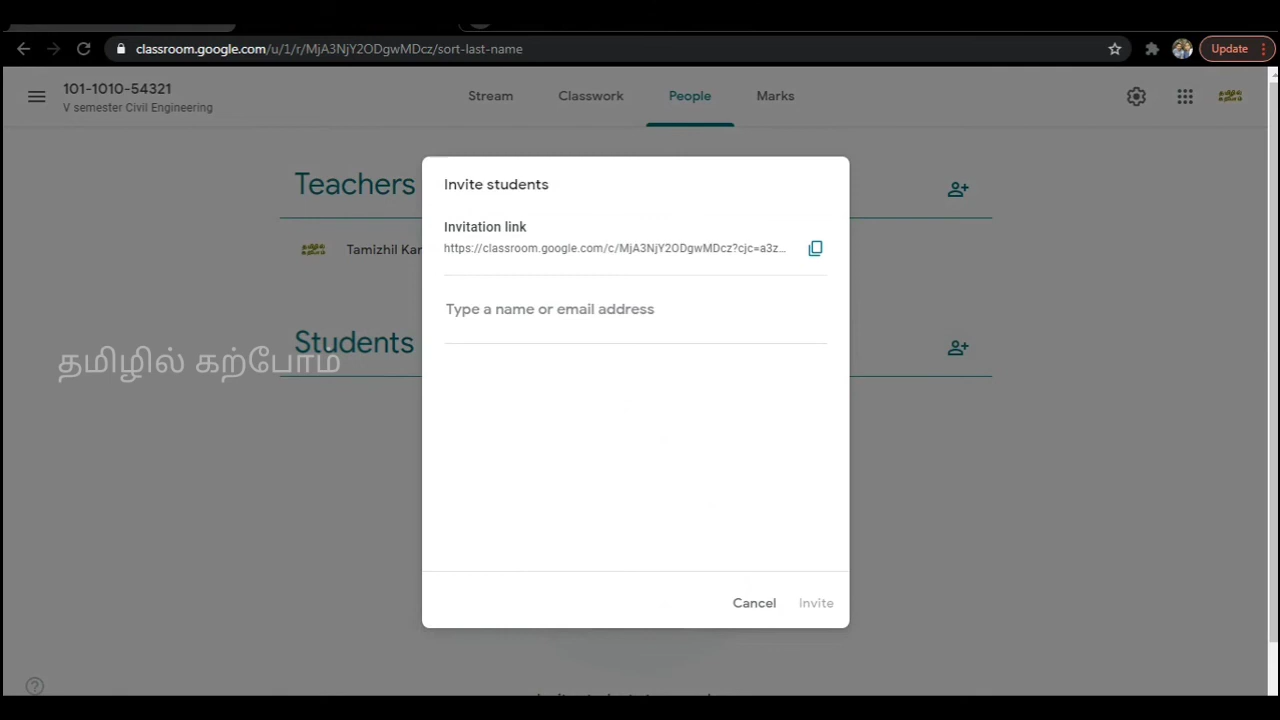 classroom.google.com/u/1/r/MjA3NjY2ODgwMDcz/sort-last-name
Update
101-1010-54321
V semester Civil Engineering
Stream
Classwork
People
Marks
Teachers
Tamizhil Kar
Students
தமிழில் கற்போம்
Invite students
Invitation link
https://classroom.google.com/c/MjA3NjY2ODgwMDcz?cjc=a3z...
Type a name or email address
Cancel
Invite